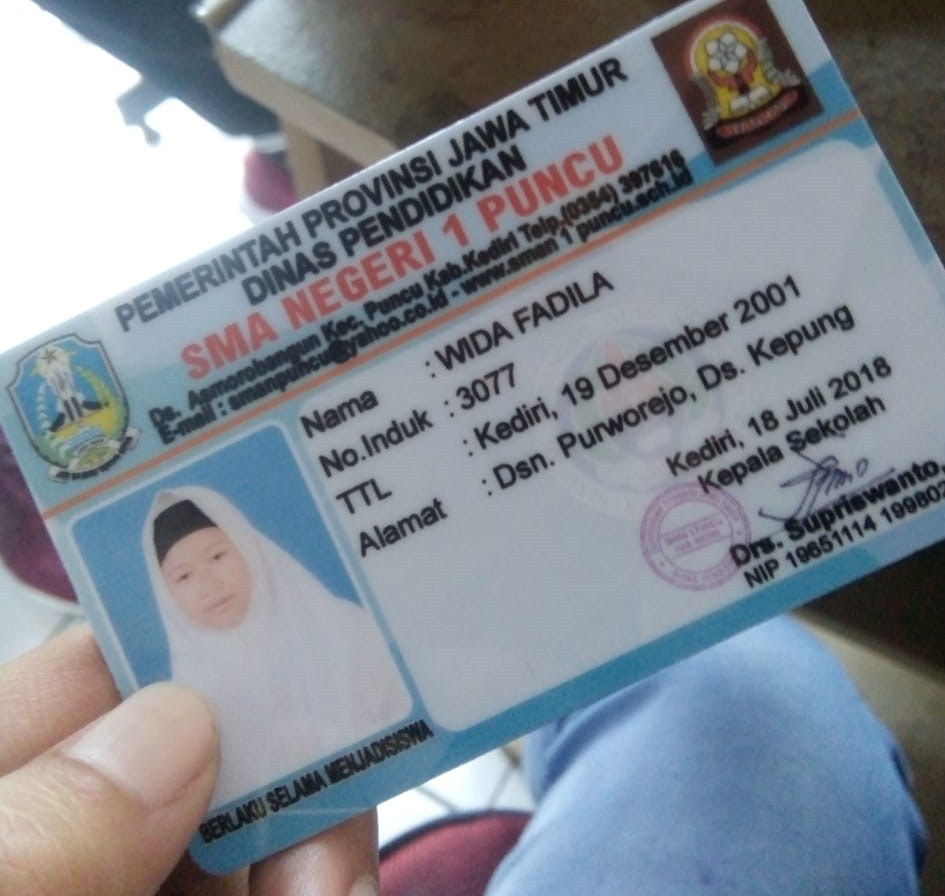 PEMERINTAH PROVINSI JAWA TIMUR
DINAS PENDIDIKAN
SMA NEGERI 1 PUNCU
Ds. Asmorobangun Kec. Puncu Kab.Kediri Telp.(0354) 397616
E-mail : smanpuncu@yahoo.co.id - www.sman 1 puncu.sch.id
Nama : WIDA FADILA
No.Induk : 3077
TTL : Kediri, 19 Desember 2001
Alamat : Dsn. Purworejo, Ds. Kepung
Kediri, 18 Juli 2018
Kepala Sekolah
Drs. Supriswanto,
NIP 19651114 19980
BERLAKU SELAMA MENJADISISWA